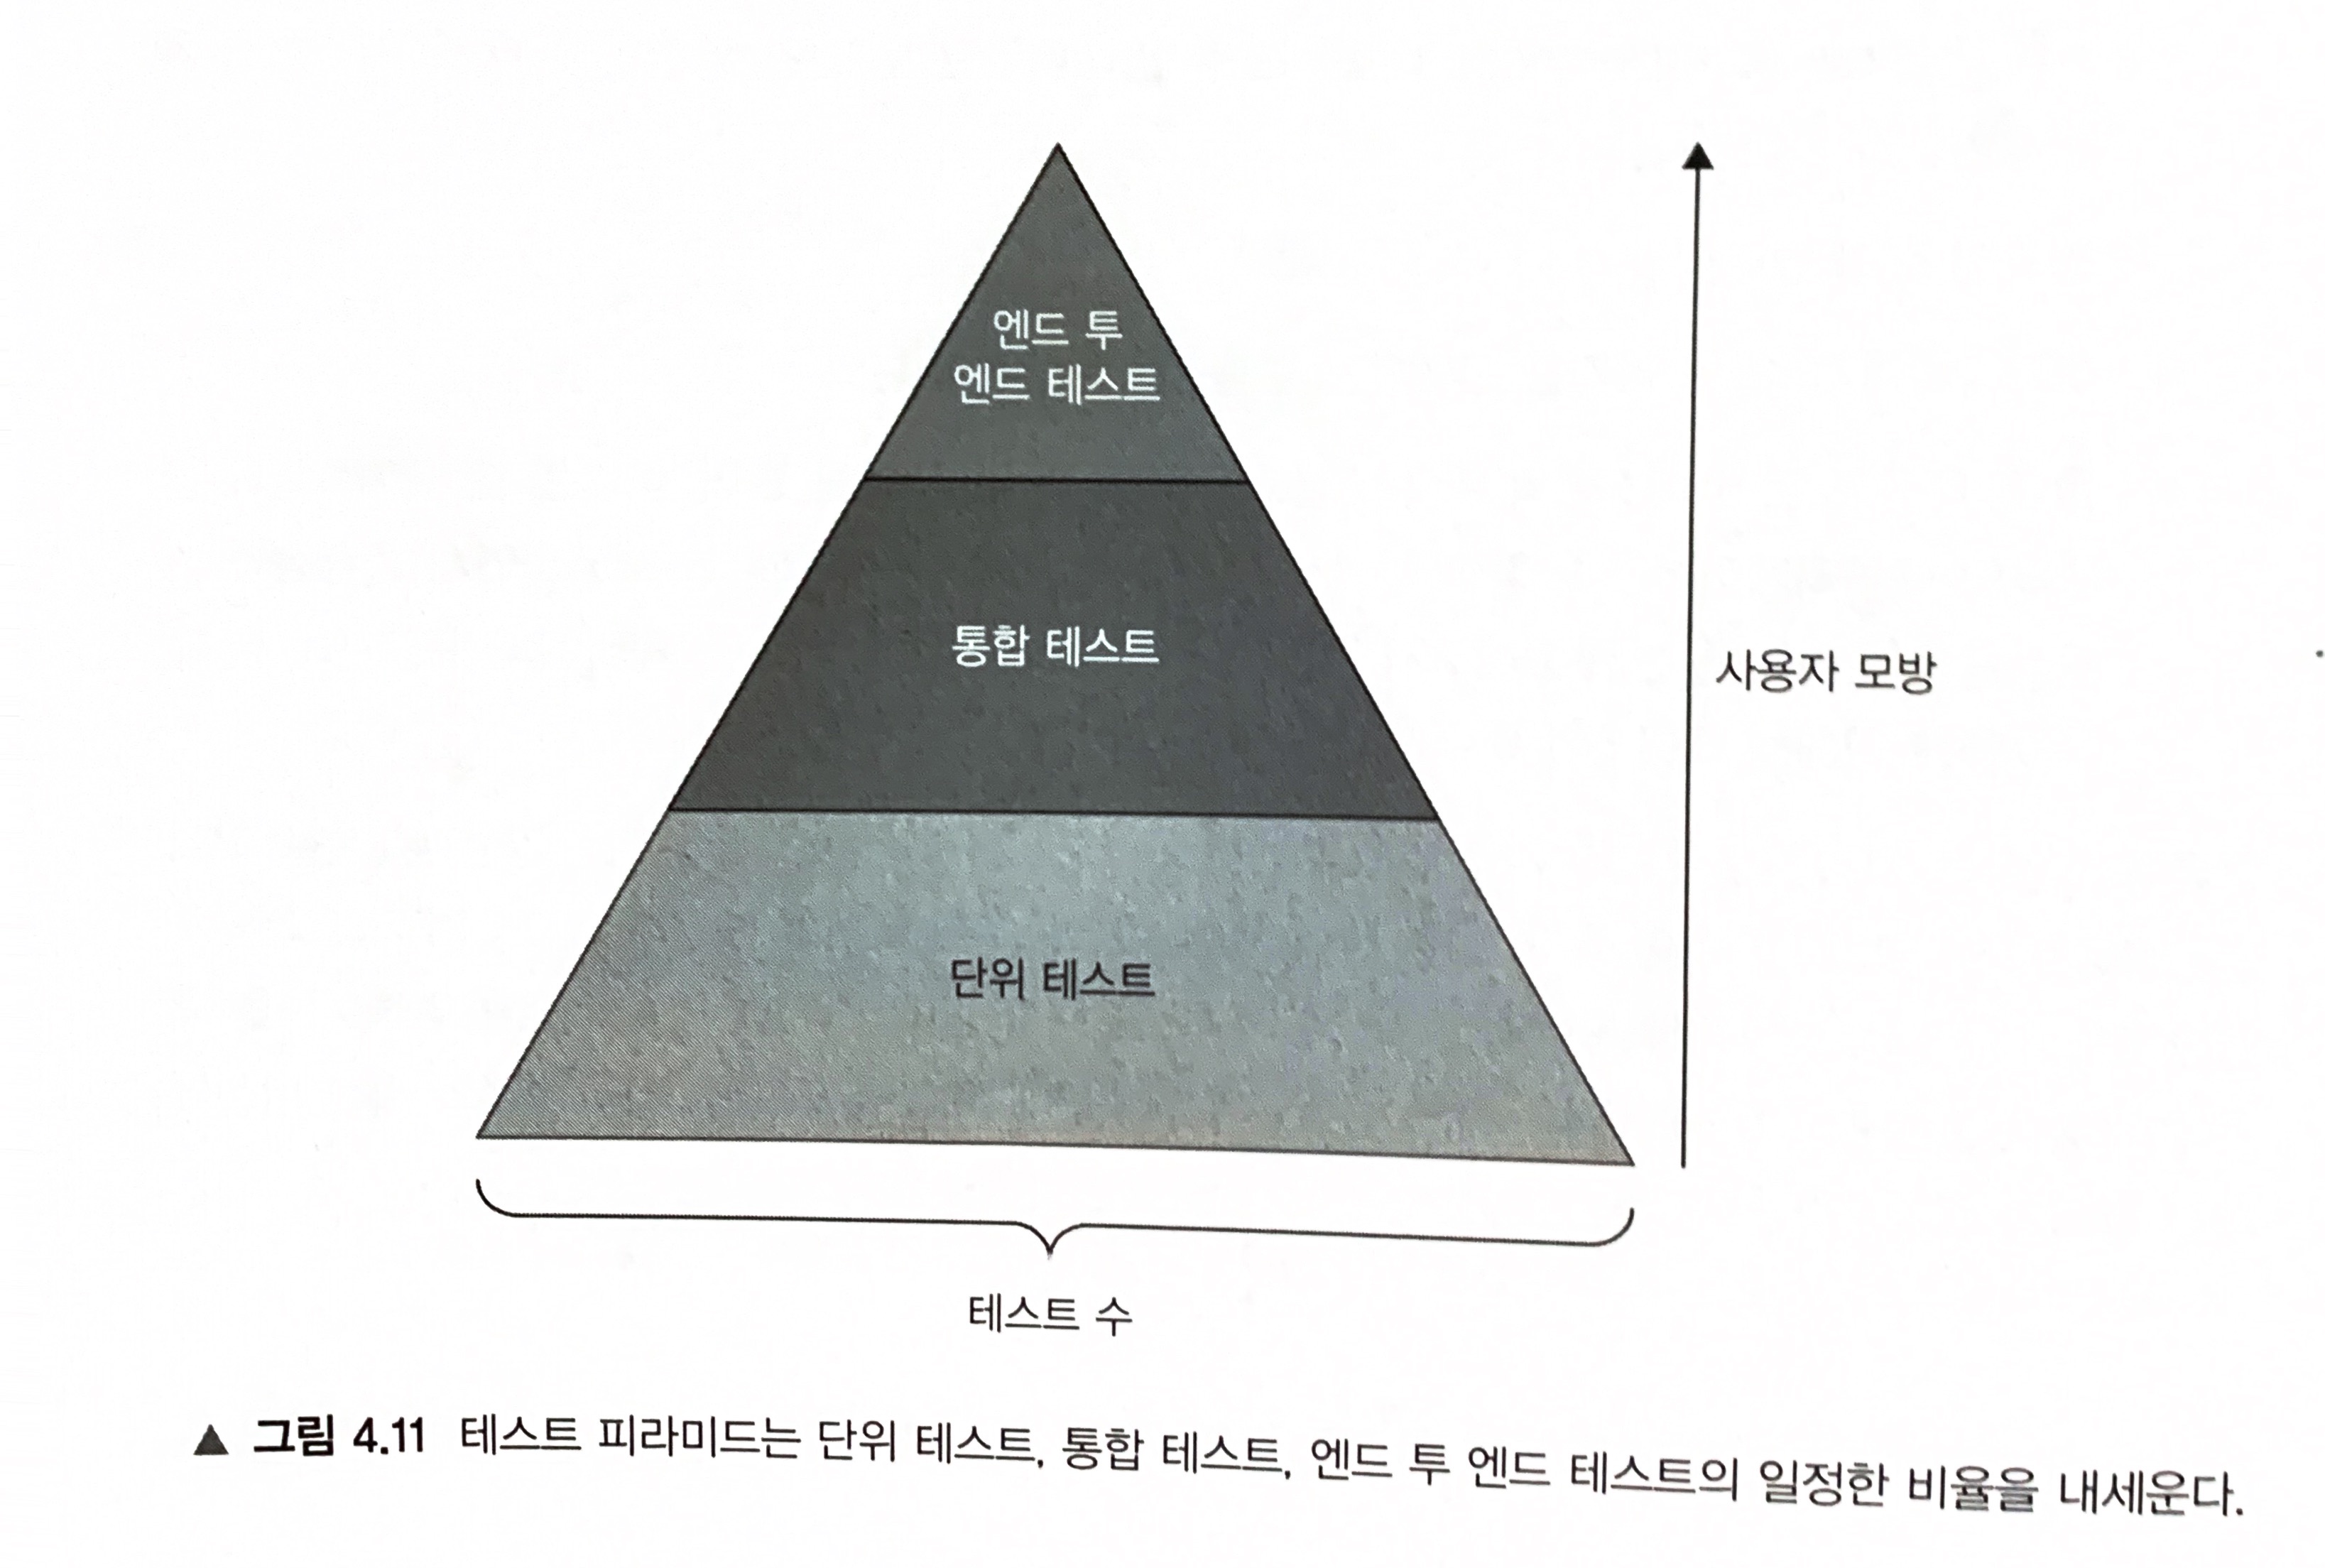 엔드 투
엔드 테스트
통합 테스트
사용자 모방
단위 테스트
테스트 수
▲ 그림 4.11 테스트 피라미드는 단위 테스트, 통합 테스트, 엔드 투 엔드 테스트의 일정한 비율을 내세운다.